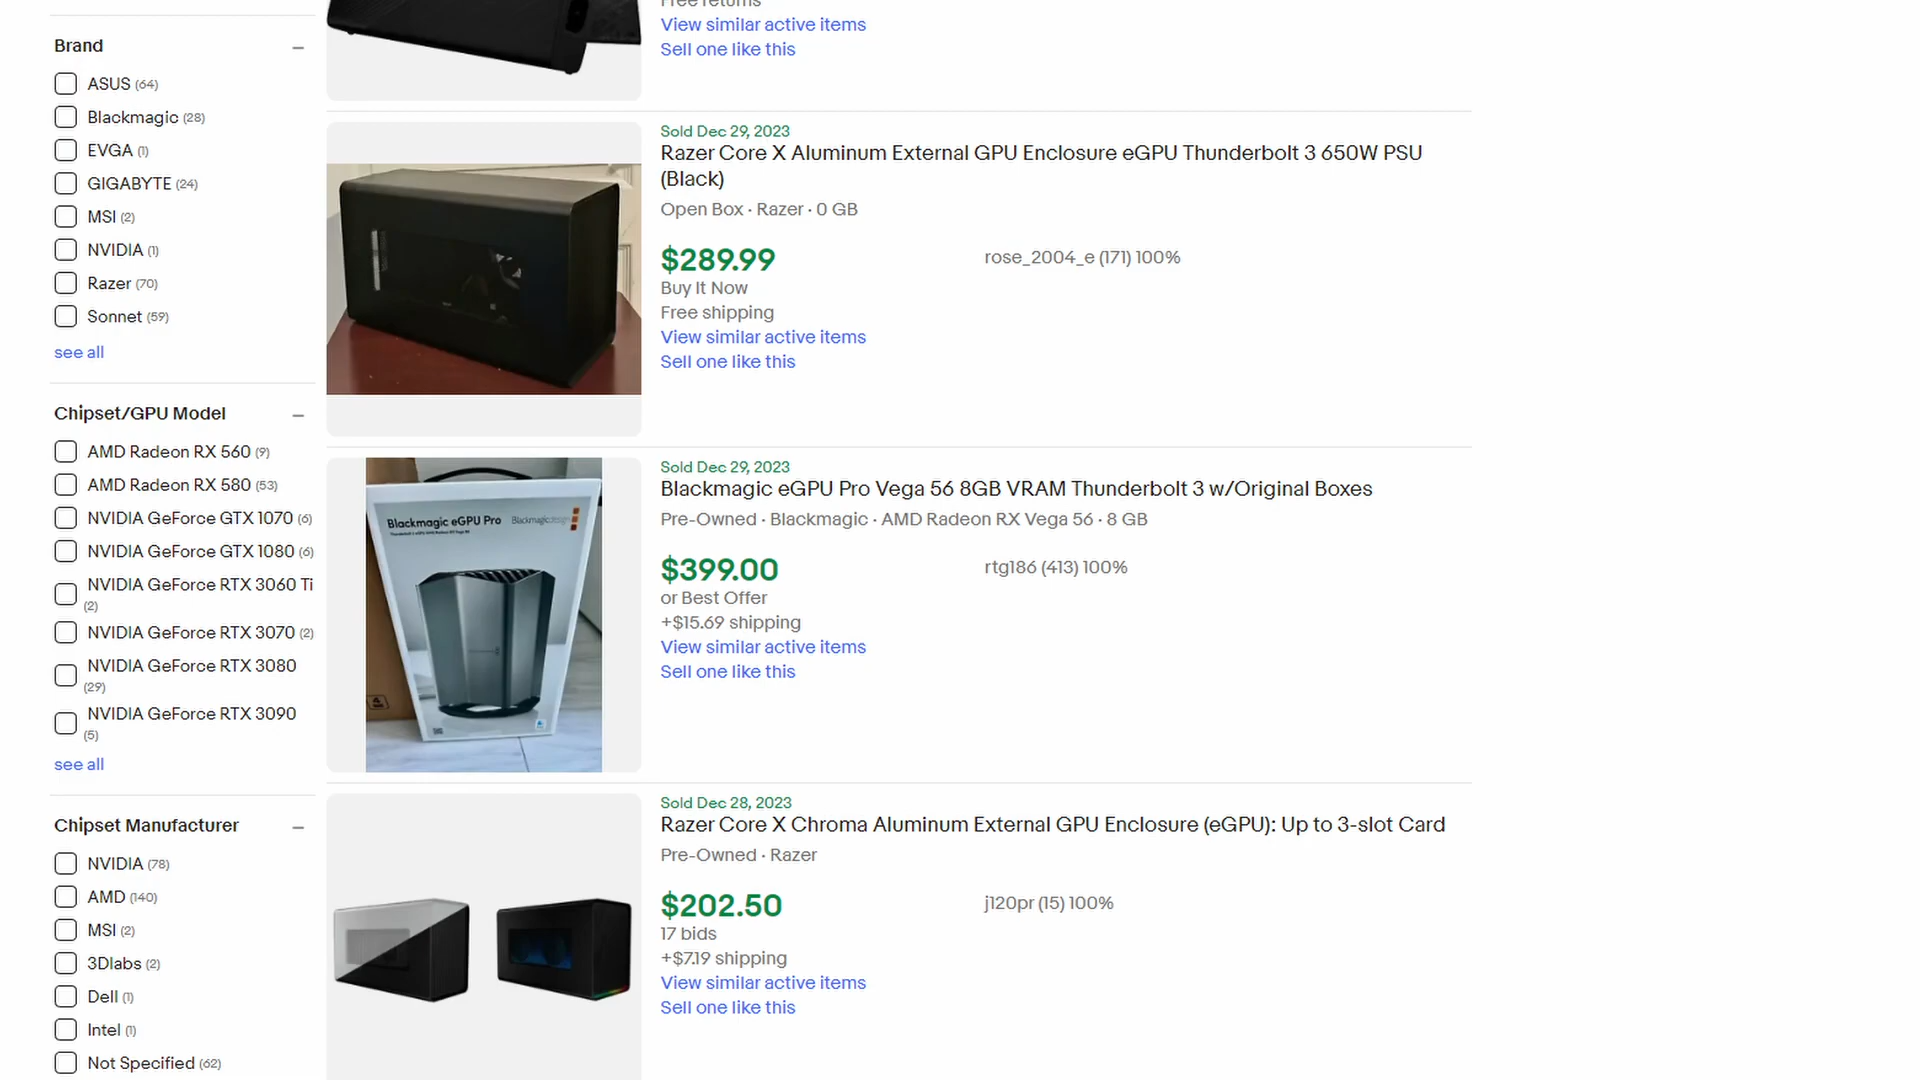 Brand
ASUS (64)
Blackmagic (28)
EVGA (1)
GIGABYTE (24)
MSI (2)
NVIDIA (1)
Razer (70)
Sonnet (59)
see all
Chipset/GPU Model
AMD Radeon RX 560 (9)
AMD Radeon RX 580 (53)
NVIDIA GeForce GTX 1070 (6)
NVIDIA GeForce GTX 1080 (6)
NVIDIA GeForce RTX 3060 Ti
(2)
NVIDIA GeForce RTX 3070 (2)
NVIDIA GeForce RTX 3080
(29)
NVIDIA GeForce RTX 3090
(5)
see all
Chipset Manufacturer
NVIDIA (78)
AMD (140)
MSI (2)
3Dlabs (2)
Dell (1)
Intel (1)
Not Specified (62)
Free returns
View similar active items
Sell one like this
Sold Dec 29, 2023
Razer Core X Aluminum External GPU Enclosure eGPU Thunderbolt 3 650W PSU
(Black)
Open Box · Razer · 0 GB
$289.99
rose_2004_e (171) 100%
Buy It Now
Free shipping
View similar active items
Sell one like this
Blackmagic eGPU Pro
Blackmagicdesign
Sold Dec 29, 2023
Blackmagic eGPU Pro Vega 56 8GB VRAM Thunderbolt 3 w/Original Boxes
Pre-Owned · Blackmagic · AMD Radeon RX Vega 56 · 8 GB
$399.00
rtg186 (413) 100%
or Best Offer
+$15.69 shipping
View similar active items
Sell one like this
Sold Dec 28, 2023
Razer Core X Chroma Aluminum External GPU Enclosure (eGPU): Up to 3-slot Card
Pre-Owned · Razer
$202.50
j120pr (15) 100%
17 bids
+$7.19 shipping
View similar active items
Sell one like this